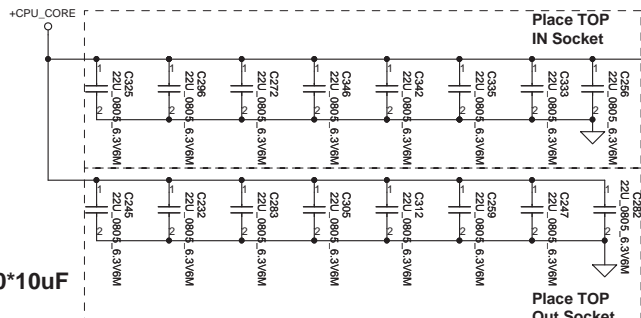 +CPU_CORE
Place TOP
IN Socket
1
2
C325
22U_0805_6.3V6M
1
2
C296
22U_0805_6.3V6M
1
2
C272
22U_0805_6.3V6M
1
2
C346
22U_0805_6.3V6M
1
2
C342
22U_0805_6.3V6M
1
2
C335
22U_0805_6.3V6M
1
2
C333
22U_0805_6.3V6M
1
2
C256
22U_0805_6.3V6M
1
2
C245
22U_0805_6.3V6M
1
2
C232
22U_0805_6.3V6M
1
2
C283
22U_0805_6.3V6M
1
2
C305
22U_0805_6.3V6M
1
2
C312
22U_0805_6.3V6M
1
2
C259
22U_0805_6.3V6M
1
2
C247
22U_0805_6.3V6M
1
2
C282
22U_0805_6.3V6M
0*10uF
Place TOP
Out Socket